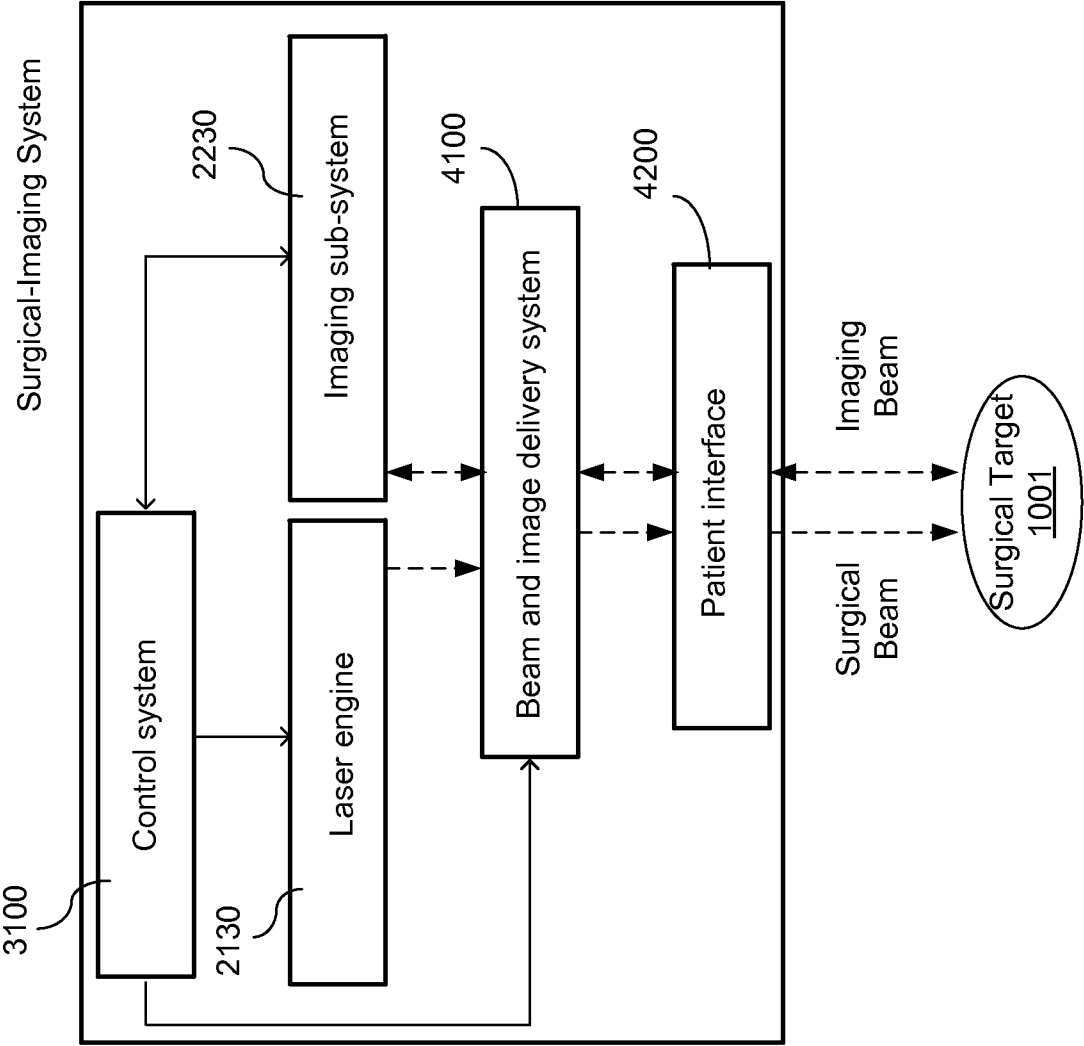 Surgical-Imaging System
3100
Control system
2130
Laser engine
2230
Imaging sub-system
4100
Beam and image delivery system
4200
Patient interface
Surgical
Beam
Imaging
Beam
Surgical Target
1001